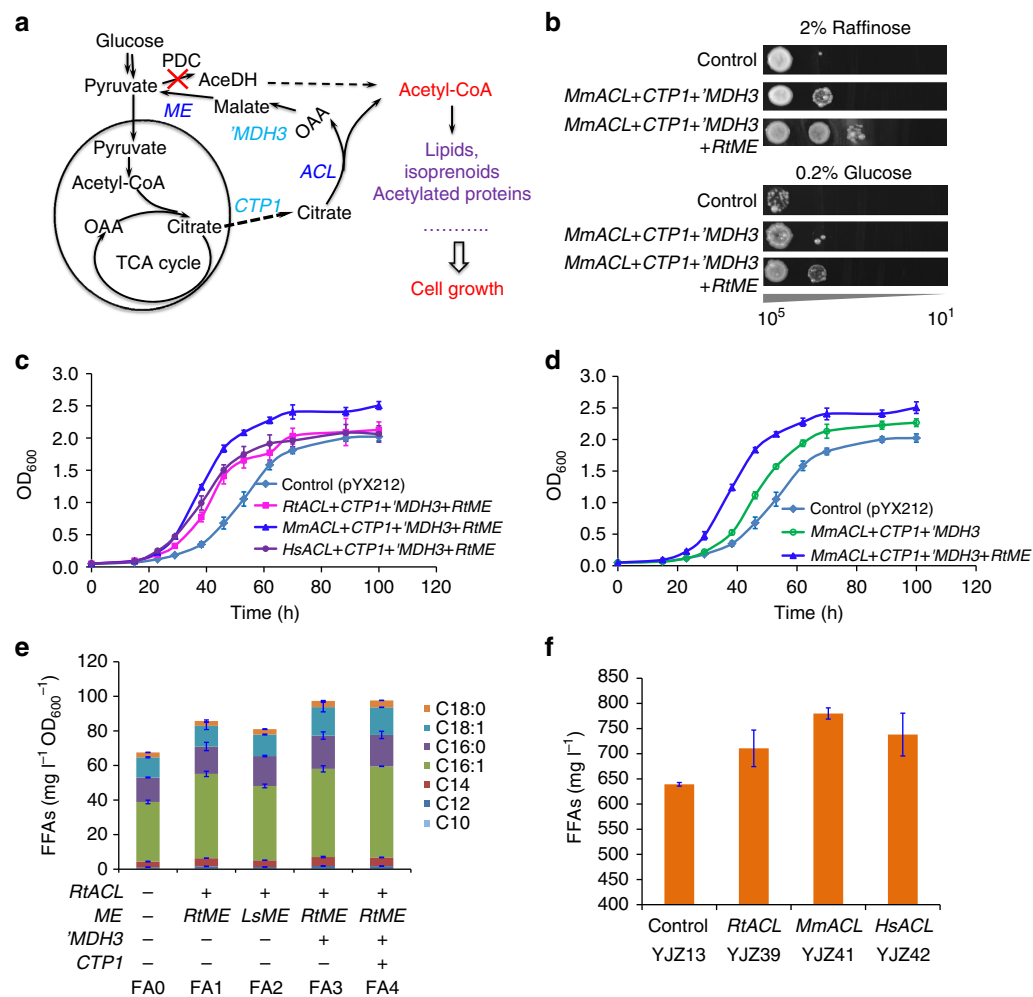 a
Glucose
PDC
Pyruvate
AceDH
Acetyl-CoA
ME
Malate
'MDH3
OAA
Pyruvate
Acetyl-CoA
ACL
Lipids,
isoprenoids
Acetylated proteins
CTP1
OAA
Citrate
Citrate
TCA cycle
...........
Cell growth
b
2% Raffinose
Control
MmACL+CTP1+'MDH3
MmACL+CTP1+'MDH3
+RtME
0.2% Glucose
Control
MmACL+CTP1+'MDH3
MmACL+CTP1+'MDH3
+RtME
10⁵ 10¹
c
OD₆₀₀
3.0
2.5
2.0
1.5
1.0
0.5
0.0
Control (pYX212)
RtACL+CTP1+'MDH3+RtME
MmACL+CTP1+'MDH3+RtME
HsACL+CTP1+'MDH3+RtME
0 20 40 60 80 100 120
Time (h)
d
OD₆₀₀
3.0
2.5
2.0
1.5
1.0
0.5
0.0
Control (pYX212)
MmACL+CTP1+'MDH3
MmACL+CTP1+'MDH3+RtME
0 20 40 60 80 100 120
Time (h)
e
FFAs (mg l⁻¹ OD₆₀₀⁻¹)
120
100
80
60
40
20
0
C18:0
C18:1
C16:0
C16:1
C14
C12
C10
RtACL – + + + +
ME – RtME LsME RtME RtME
'MDH3 – – – + +
CTP1 – – – – +
FA0 FA1 FA2 FA3 FA4
f
FFAs (mg l⁻¹)
850
800
750
700
650
600
550
500
450
400
Control RtACL MmACL HsACL
YJZ13 YJZ39 YJZ41 YJZ42